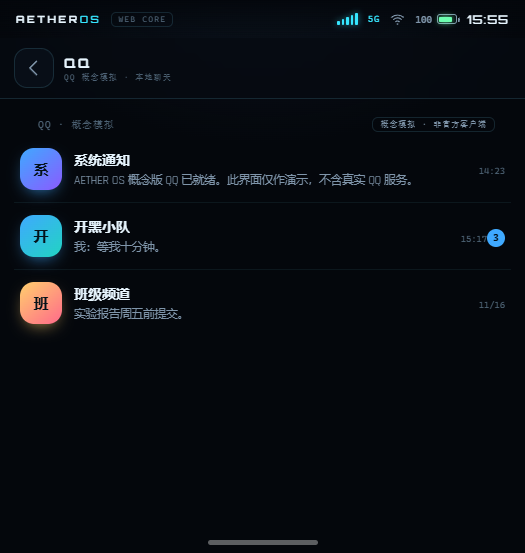 AETHEROS WEB CORE 5G 100 15:55
QQ
QQ 概念模拟 · 本地聊天
QQ · 概念模拟 概念模拟 · 非官方客户端
系 系统通知
AETHER OS 概念版 QQ 已就绪。此界面仅作演示，不含真实 QQ 服务。 14:23
开 开黑小队
我：等我十分钟。 15:17 3
班 班级频道
实验报告周五前提交。 11/16